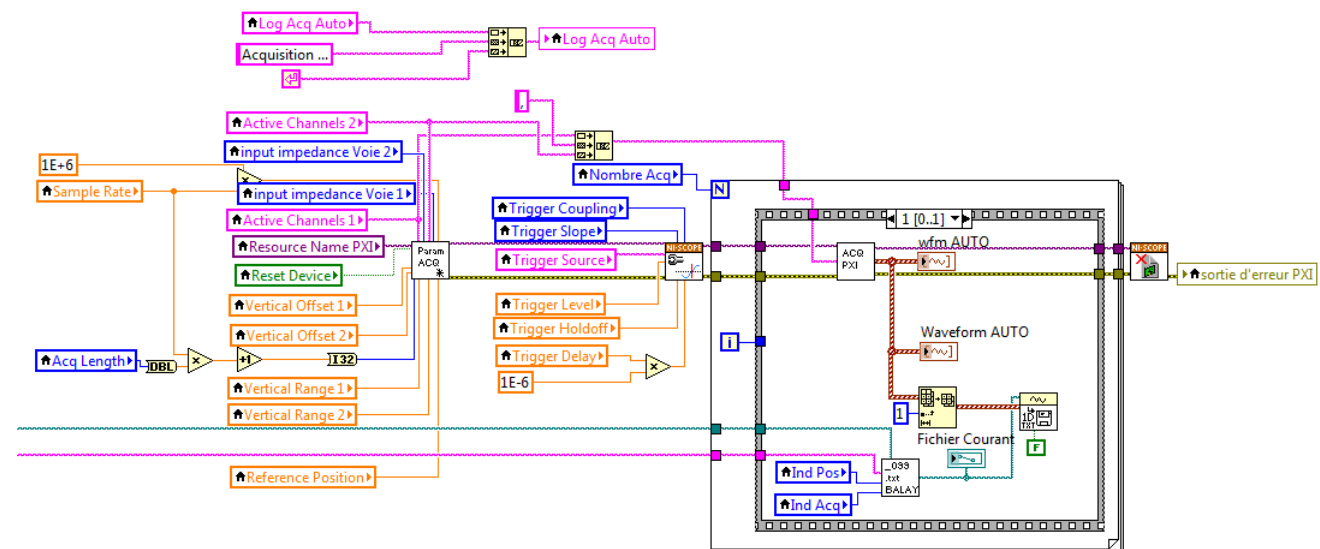 Log Acq Auto
Log Acq Auto
Acquisition ...
,
Active Channels 2
input impedance Voie 2
1E+6
Nombre Acq
N
Sample Rate
input impedance Voie 1
Trigger Coupling
1 [0..1]
Active Channels 1
Trigger Slope
wfm AUTO
Resource Name PXI
Param
ACQ
Trigger Source
NI-SCOPE
ACQ
PXI
NI-SCOPE
Reset Device
sortie d'erreur PXI
Vertical Offset 1
Trigger Level
Vertical Offset 2
Trigger Holdoff
Waveform AUTO
i
Acq Length
DBL
+1
I32
Trigger Delay
1E-6
Vertical Range 1
Vertical Range 2
1
1D
TXT
Fichier Courant
F
_099
.txt
BALAY
Ind Pos
Reference Position
Ind Acq